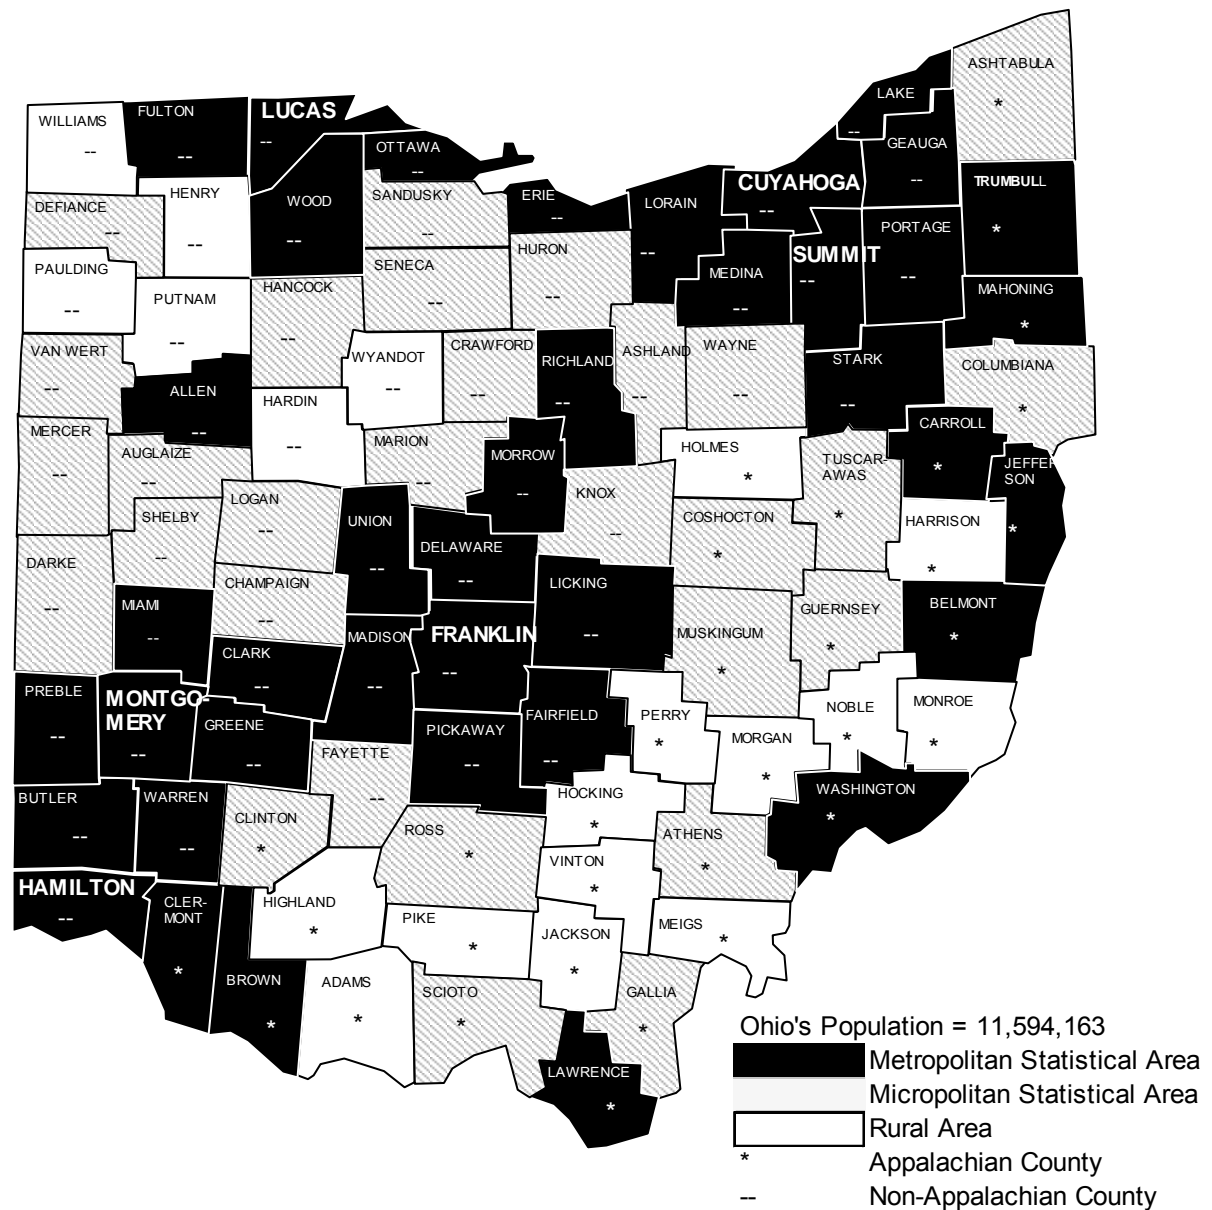 ASHTABULA
*
LAKE
--
GEAUGA
--
WILLIAMS
--
FULTON
--
LUCAS
--
OTTAWA
--
CUYAHOGA
--
TRUMBULL
*
DEFIANCE
--
HENRY
--
WOOD
--
SANDUSKY
--
ERIE
--
LORAIN
--
SUMMIT
--
PORTAGE
--
PAULDING
--
PUTNAM
--
HANCOCK
--
SENECA
--
HURON
--
MEDINA
--
MAHONING
*
VAN WERT
--
ALLEN
--
HARDIN
--
WYANDOT
--
CRAWFORD
--
RICHLAND
--
ASHLAND
--
WAYNE
--
STARK
--
COLUMBIANA
*
MERCER
--
AUGLAIZE
--
MARION
--
MORROW
--
HOLMES
*
TUSCAR-
AWAS
*
CARROLL
*
JEFFER
SON
*
LOGAN
--
SHELBY
--
UNION
--
DELAWARE
--
KNOX
--
COSHOCTON
*
HARRISON
*
DARKE
--
MIAMI
--
CHAMPAIGN
--
LICKING
--
MUSKINGUM
*
GUERNSEY
*
BELMONT
*
CLARK
--
MADISON
--
FRANKLIN
--
PREBLE
--
MONTGO-
MERY
--
GREENE
--
FAYETTE
--
PICKAWAY
--
FAIRFIELD
--
PERRY
*
MORGAN
*
NOBLE
*
MONROE
*
BUTLER
--
WARREN
--
CLINTON
*
ROSS
*
HOCKING
*
ATHENS
*
WASHINGTON
*
HAMILTON
--
CLER-
MONT
*
HIGHLAND
*
PIKE
*
VINTON
*
JACKSON
*
MEIGS
*
BROWN
*
ADAMS
*
SCIOTO
*
GALLIA
*
LAWRENCE
*
Ohio's Population = 11,594,163
Metropolitan Statistical Area
Micropolitan Statistical Area
Rural Area
* Appalachian County
-- Non-Appalachian County